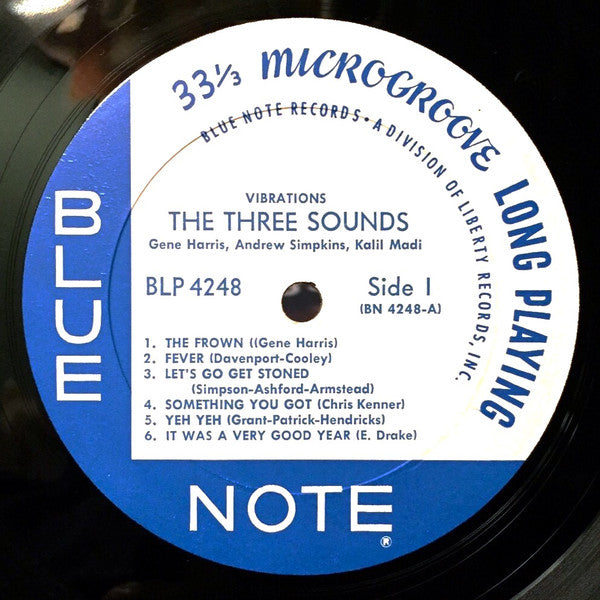 33⅓ MICROGROOVE LONG PLAYING
BLUE NOTE RECORDS • A DIVISION OF LIBERTY RECORDS, INC.
VIBRATIONS
THE THREE SOUNDS
Gene Harris, Andrew Simpkins, Kalil Madi
BLP 4248
Side 1
(BN 4248-A)
1. THE FROWN ((Gene Harris)
2. FEVER (Davenport-Cooley)
3. LET'S GO GET STONED
(Simpson-Ashford-Armstead)
4. SOMETHING YOU GOT (Chris Kenner)
5. YEH YEH (Grant-Patrick-Hendricks)
6. IT WAS A VERY GOOD YEAR (E. Drake)
BLUE
NOTE®